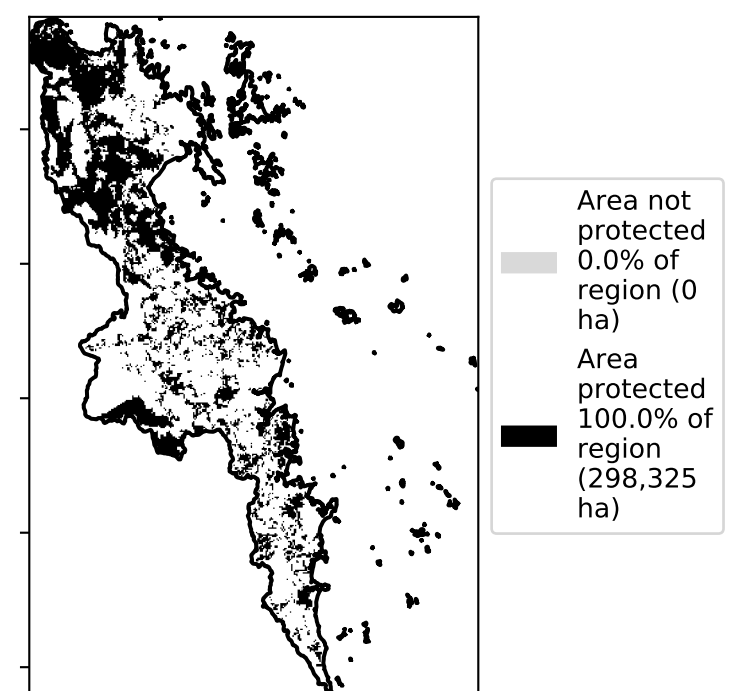 Area not
protected
0.0% of
region (0
ha)
Area
protected
100.0% of
region
(298,325
ha)